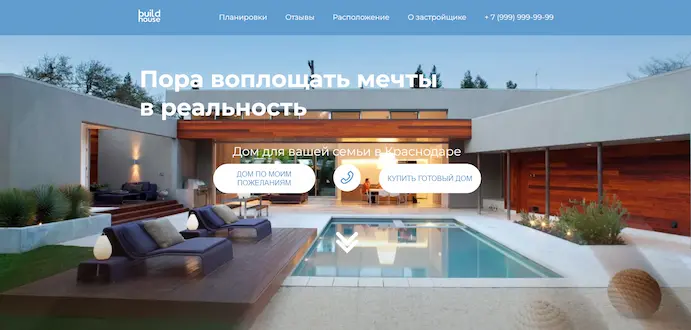 build
house
Планировки
Отзывы
Расположение
О застройщике
+ 7 (999) 999-99-99
Пора воплощать мечты
в реальность
Дом для вашей семьи в Краснодаре
ДОМ ПО МОИМ
ПОЖЕЛАНИЯМ
КУПИТЬ ГОТОВЫЙ ДОМ